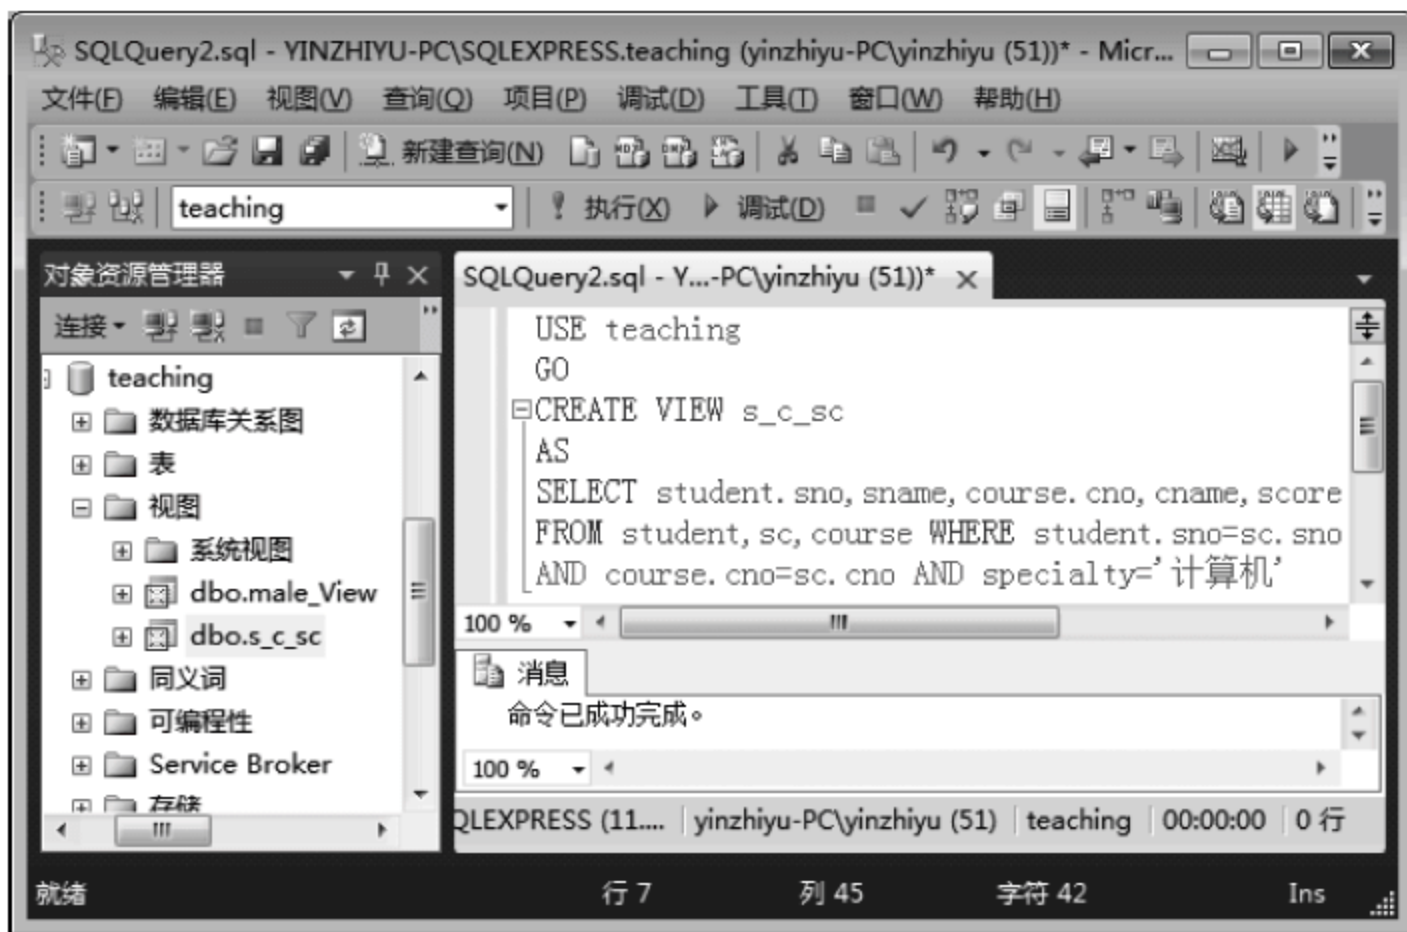 SQLQuery2.sql - YINZHIYU-PC\SQLEXPRESS.teaching (yinzhiyu-PC\yinzhiyu (51))* - Micr...
文件(F) 编辑(E) 视图(V) 查询(Q) 项目(P) 调试(D) 工具(T) 窗口(W) 帮助(H)
新建查询(N)
teaching 执行(X) 调试(D)
对象资源管理器
连接
teaching
数据库关系图
表
视图
系统视图
dbo.male_View
dbo.s_c_sc
同义词
可编程性
Service Broker
存储
SQLQuery2.sql - Y...-PC\yinzhiyu (51))*
USE teaching
GO
CREATE VIEW s_c_sc
AS
SELECT student.sno,sname,course.cno,cname,score
FROM student,sc,course WHERE student.sno=sc.sno
AND course.cno=sc.cno AND specialty='计算机'
100 %
消息
命令已成功完成。
100 %
QLEXPRESS (11.... yinzhiyu-PC\yinzhiyu (51) teaching 00:00:00 0 行
就绪 行 7 列 45 字符 42 Ins